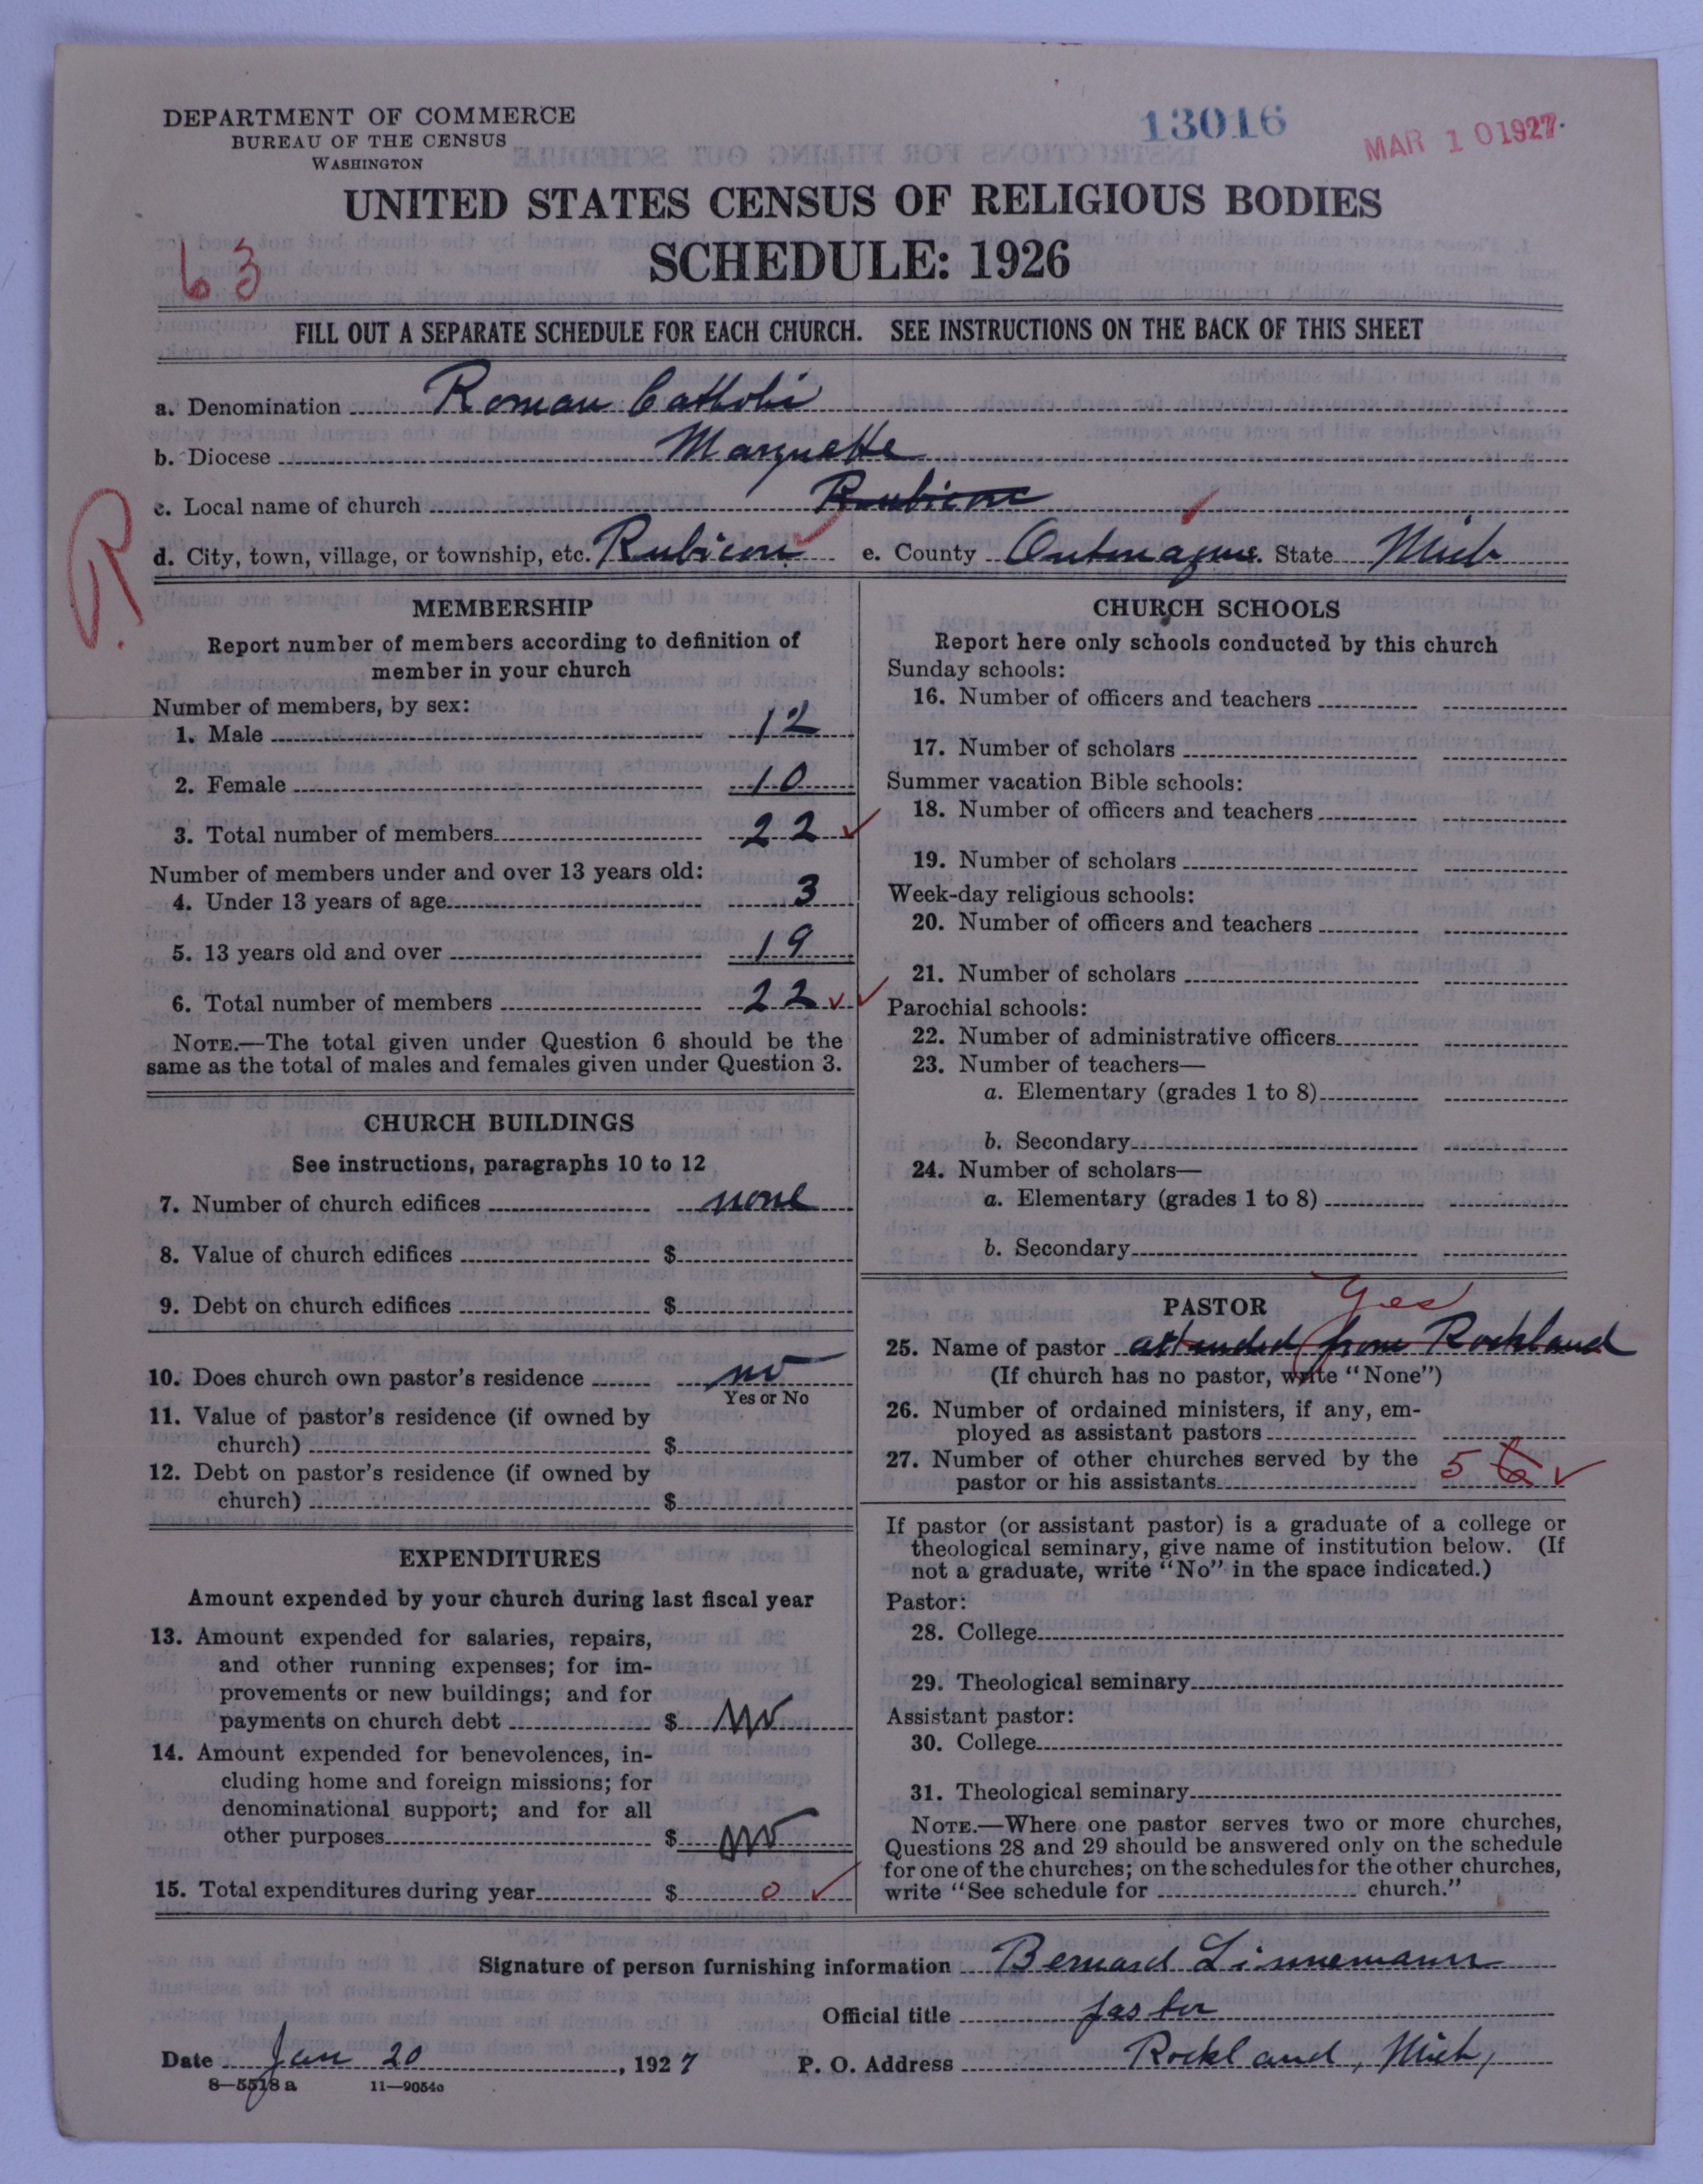 DEPARTMENT OF COMMERCE
BUREAU OF THE CENSUS
WASHINGTON
13016
MAR 10 1927
UNITED STATES CENSUS OF RELIGIOUS BODIES
SCHEDULE: 1926
63
FILL OUT A SEPARATE SCHEDULE FOR EACH CHURCH. SEE INSTRUCTIONS ON THE BACK OF THIS SHEET
a. Denomination Roman Catholic
b. Diocese Marquette
c. Local name of church Rubicon
d. City, town, village, or township, etc. Rubicon e. County Ontonagon State Mich
R.
MEMBERSHIP
Report number of members according to definition of
member in your church
Number of members, by sex:
1. Male 12
2. Female 10
3. Total number of members 22
Number of members under and over 13 years old:
4. Under 13 years of age 3
5. 13 years old and over 19
6. Total number of members 22
NOTE.—The total given under Question 6 should be the
same as the total of males and females given under Question 3.
CHURCH BUILDINGS
See instructions, paragraphs 10 to 12
7. Number of church edifices none
8. Value of church edifices $
9. Debt on church edifices $
10. Does church own pastor's residence no
Yes or No
11. Value of pastor's residence (if owned by
church) $
12. Debt on pastor's residence (if owned by
church) $
EXPENDITURES
Amount expended by your church during last fiscal year
13. Amount expended for salaries, repairs,
and other running expenses; for im-
provements or new buildings; and for
payments on church debt $ no
14. Amount expended for benevolences, in-
cluding home and foreign missions; for
denominational support; and for all
other purposes $ no
15. Total expenditures during year $ 0
CHURCH SCHOOLS
Report here only schools conducted by this church
Sunday schools:
16. Number of officers and teachers
17. Number of scholars
Summer vacation Bible schools:
18. Number of officers and teachers
19. Number of scholars
Week-day religious schools:
20. Number of officers and teachers
21. Number of scholars
Parochial schools:
22. Number of administrative officers
23. Number of teachers—
a. Elementary (grades 1 to 8)
b. Secondary
24. Number of scholars—
a. Elementary (grades 1 to 8)
b. Secondary
PASTOR yes
25. Name of pastor attended from Rockland
(If church has no pastor, write "None")
26. Number of ordained ministers, if any, em-
ployed as assistant pastors
27. Number of other churches served by the
pastor or his assistants 5 6
If pastor (or assistant pastor) is a graduate of a college or
theological seminary, give name of institution below. (If
not a graduate, write "No" in the space indicated.)
Pastor:
28. College
29. Theological seminary
Assistant pastor:
30. College
31. Theological seminary
NOTE.—Where one pastor serves two or more churches,
Questions 28 and 29 should be answered only on the schedule
for one of the churches; on the schedules for the other churches,
write "See schedule for church."
Signature of person furnishing information Bernard Linnemann
Official title pastor
Date Jan 20, 1927 P. O. Address Rockland, Mich,
8—5518 a 11—9054o